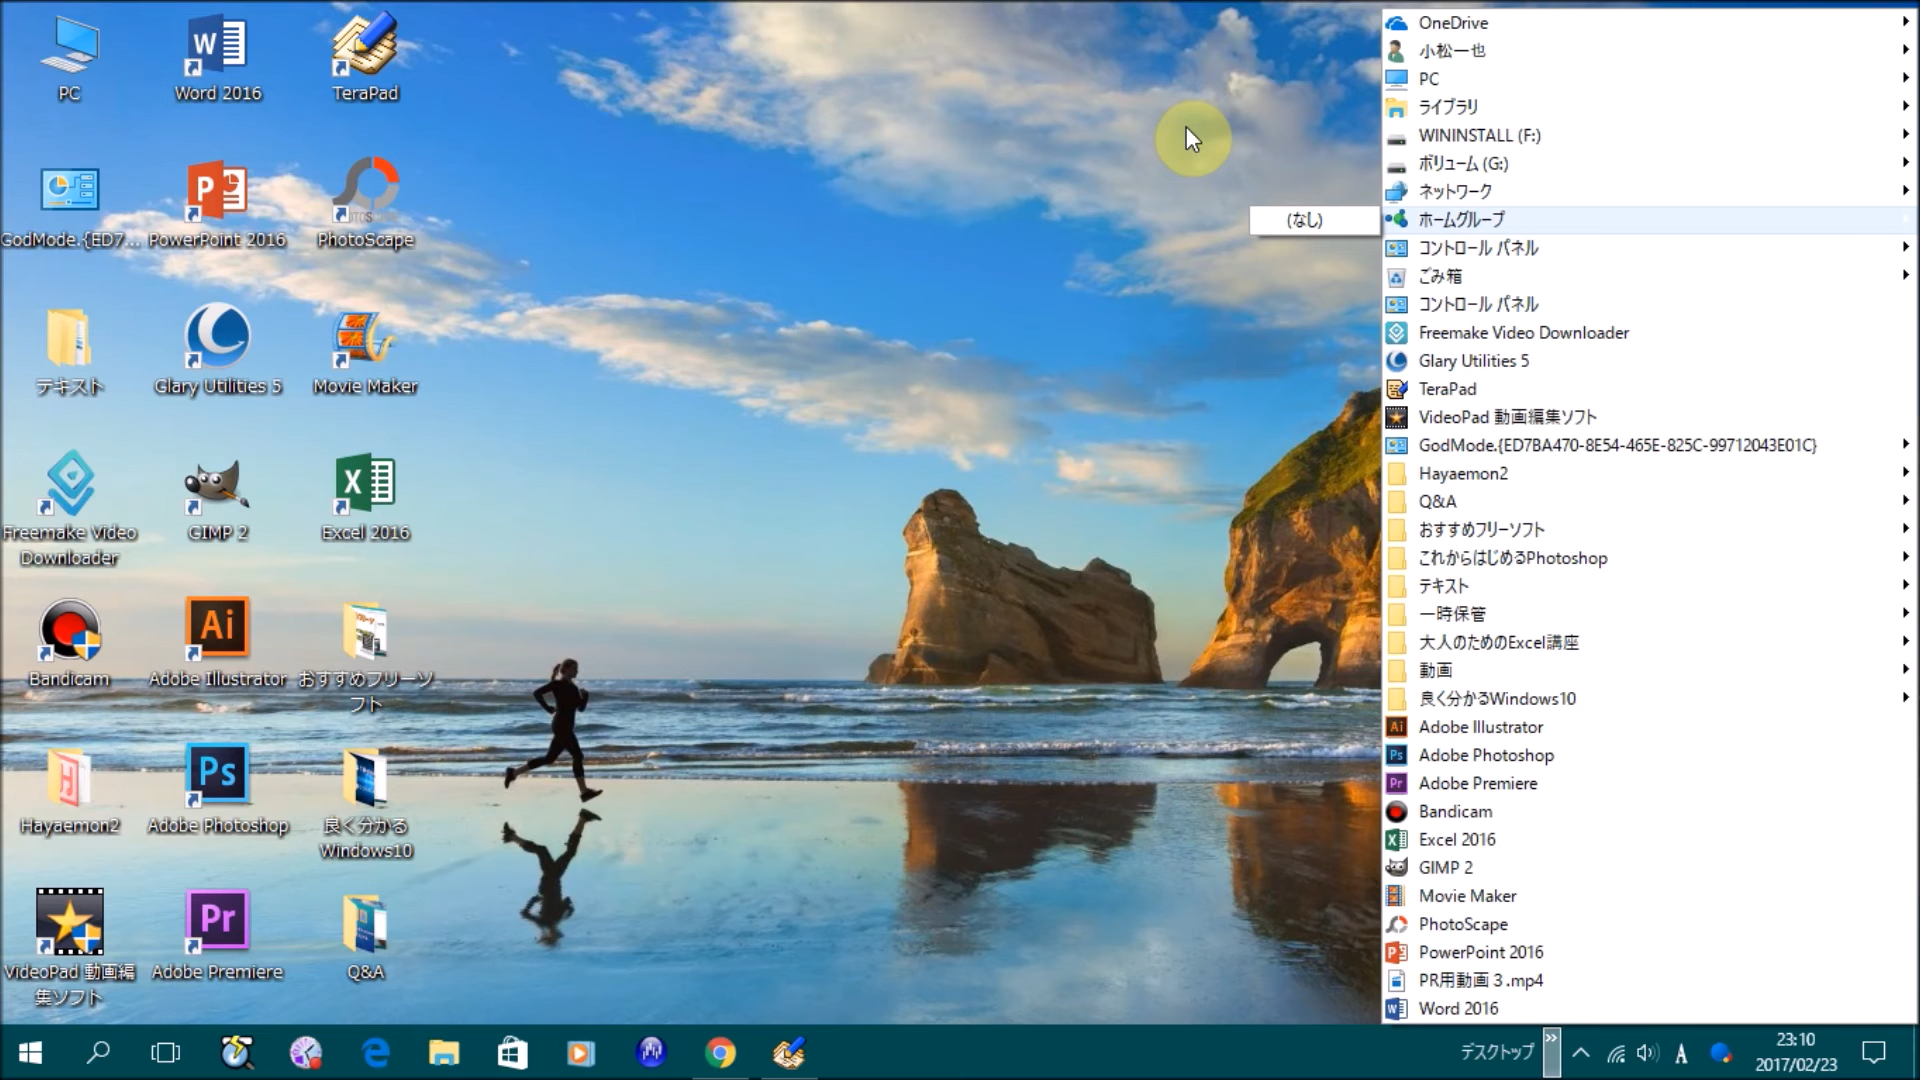 PC
Word 2016
TeraPad
GodMode.{ED7...
PowerPoint 2016
PhotoScape
テキスト
Glary Utilities 5
Movie Maker
Freemake Video
Downloader
GIMP 2
Excel 2016
Bandicam
Adobe Illustrator
おすすめフリーソ
フト
Hayaemon2
Adobe Photoshop
良く分かる
Windows10
VideoPad 動画編
集ソフト
Adobe Premiere
Q&A
(なし)
OneDrive
小松一也
PC
ライブラリ
WININSTALL (F:)
ボリューム (G:)
ネットワーク
ホームグループ
コントロール パネル
ごみ箱
コントロール パネル
Freemake Video Downloader
Glary Utilities 5
TeraPad
VideoPad 動画編集ソフト
GodMode.{ED7BA470-8E54-465E-825C-99712043E01C}
Hayaemon2
Q&A
おすすめフリーソフト
これからはじめるPhotoshop
テキスト
一時保管
大人のためのExcel講座
動画
良く分かるWindows10
Adobe Illustrator
Adobe Photoshop
Adobe Premiere
Bandicam
Excel 2016
GIMP 2
Movie Maker
PhotoScape
PowerPoint 2016
PR用動画３.mp4
Word 2016
デスクトップ
A
23:10
2017/02/23